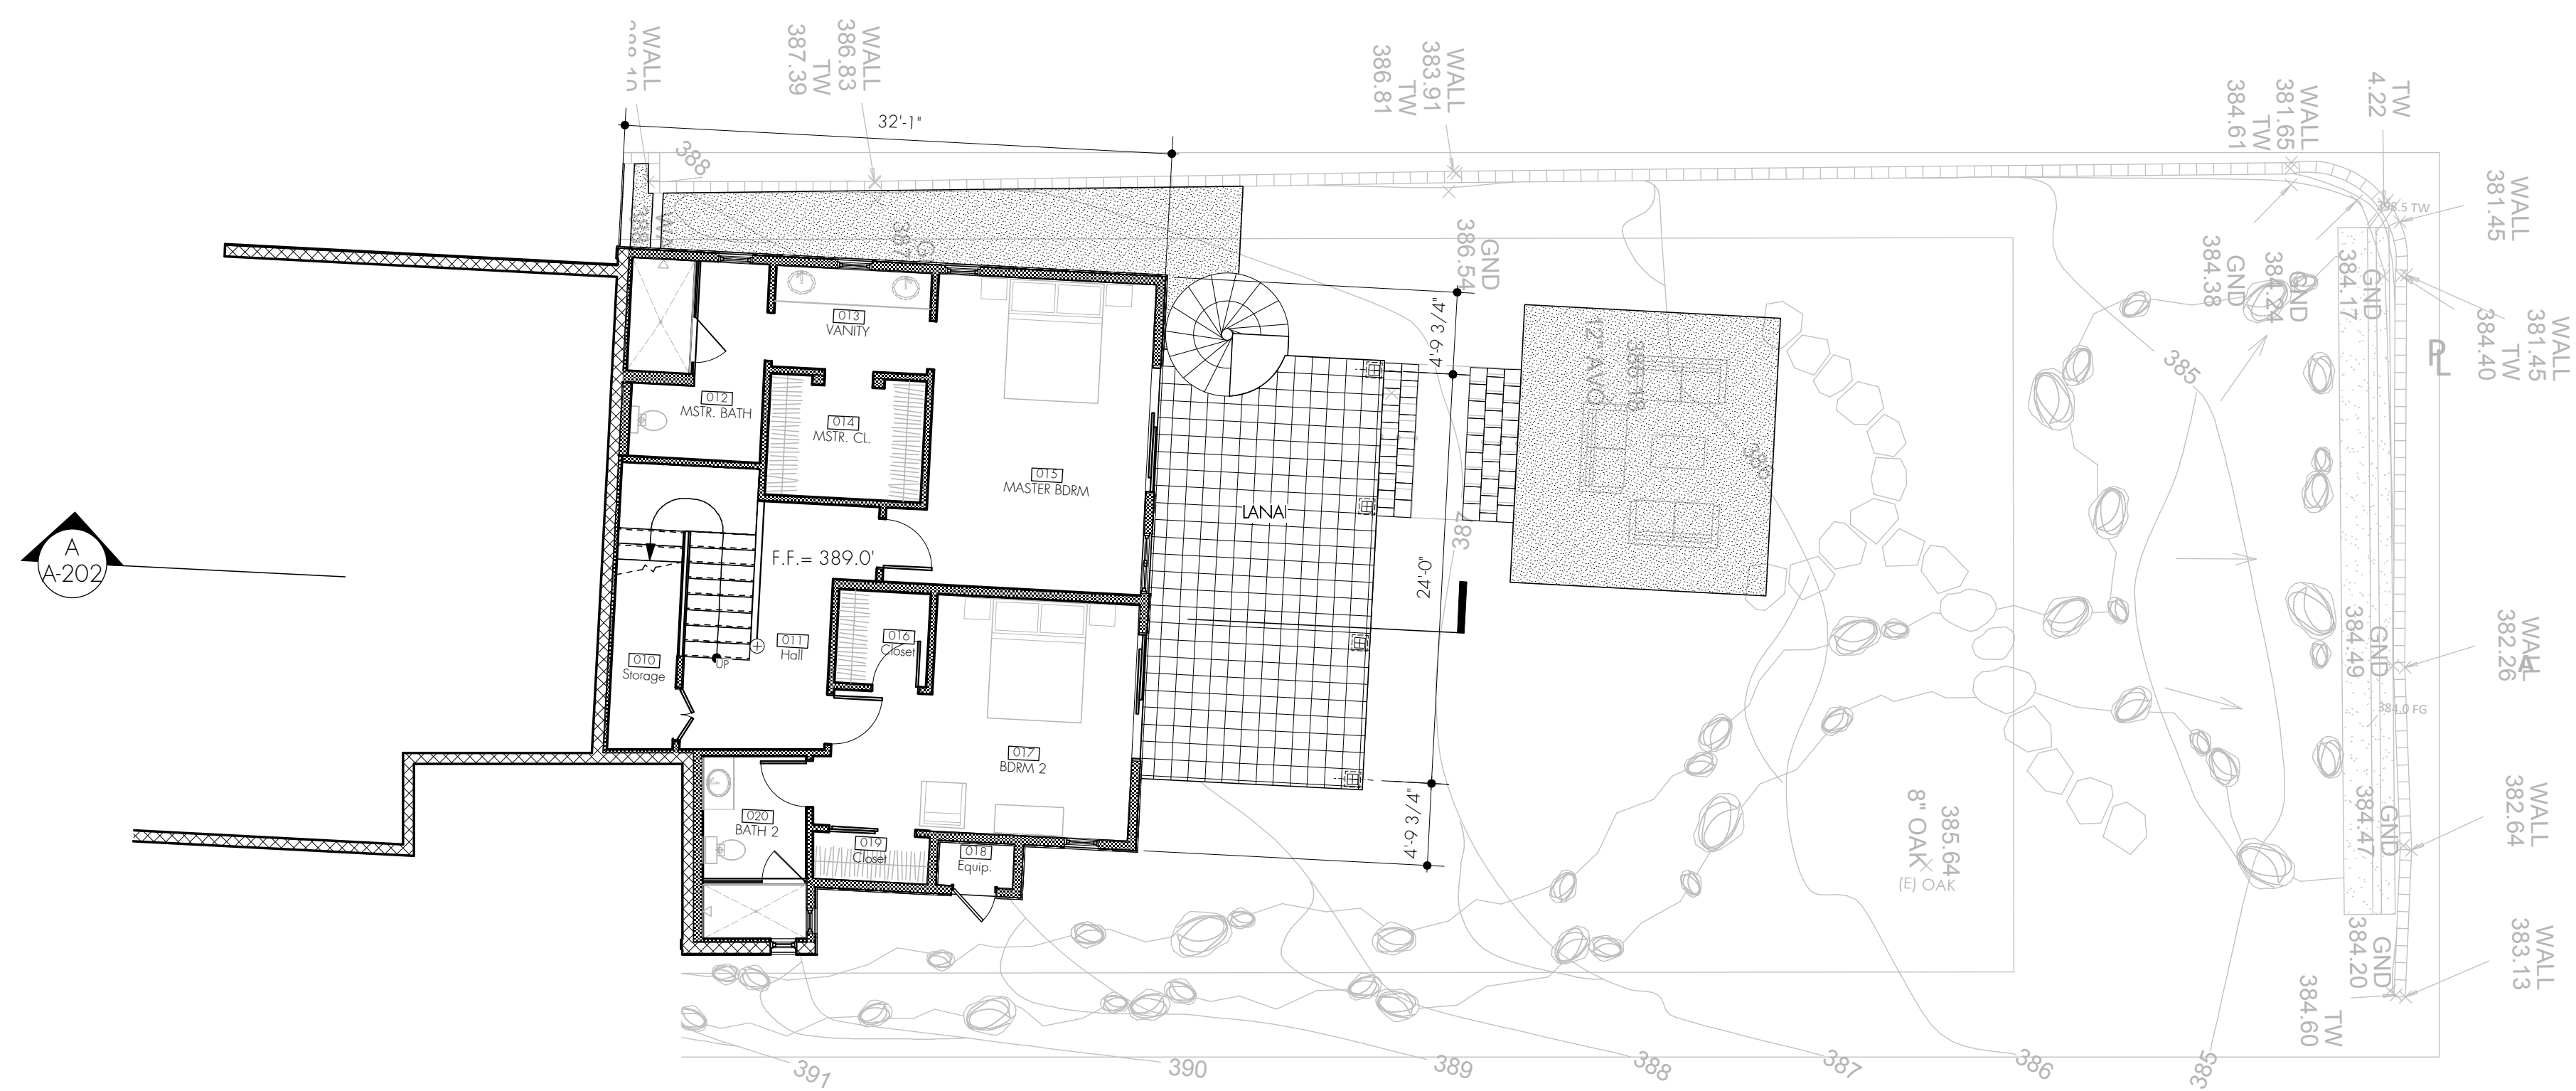 WALL
386.83
TW
387.39
WALL
383.91
TW
386.81
WALL
381.65
TW
384.61
TW
4.22
32'-1"
388
WALL
381.45
398.5 TW
GND
386.54
GND
384.38
GND
384.24
GND
384.17
WALL
381.45
TW
384.40
PL
4'-9 3/4"
12" AVO
385
013
VANITY
012
MSTR. BATH
014
MSTR. CL.
015
MASTER BDRM
LANAI
387
386
A
A-202
F.F.= 389.0'
24'-0"
016
Closet
011
Hall
010
Storage
UP
GND
384.49
WALL
382.26
384.0 FG
017
BDRM 2
020
BATH 2
019
Closet
018
Equip.
4'-9 3/4"
385.64
8" OAK
(E) OAK
GND
384.47
WALL
382.64
GND
384.20
WALL
383.13
TW
384.60
391
390
389
388
387
386
385